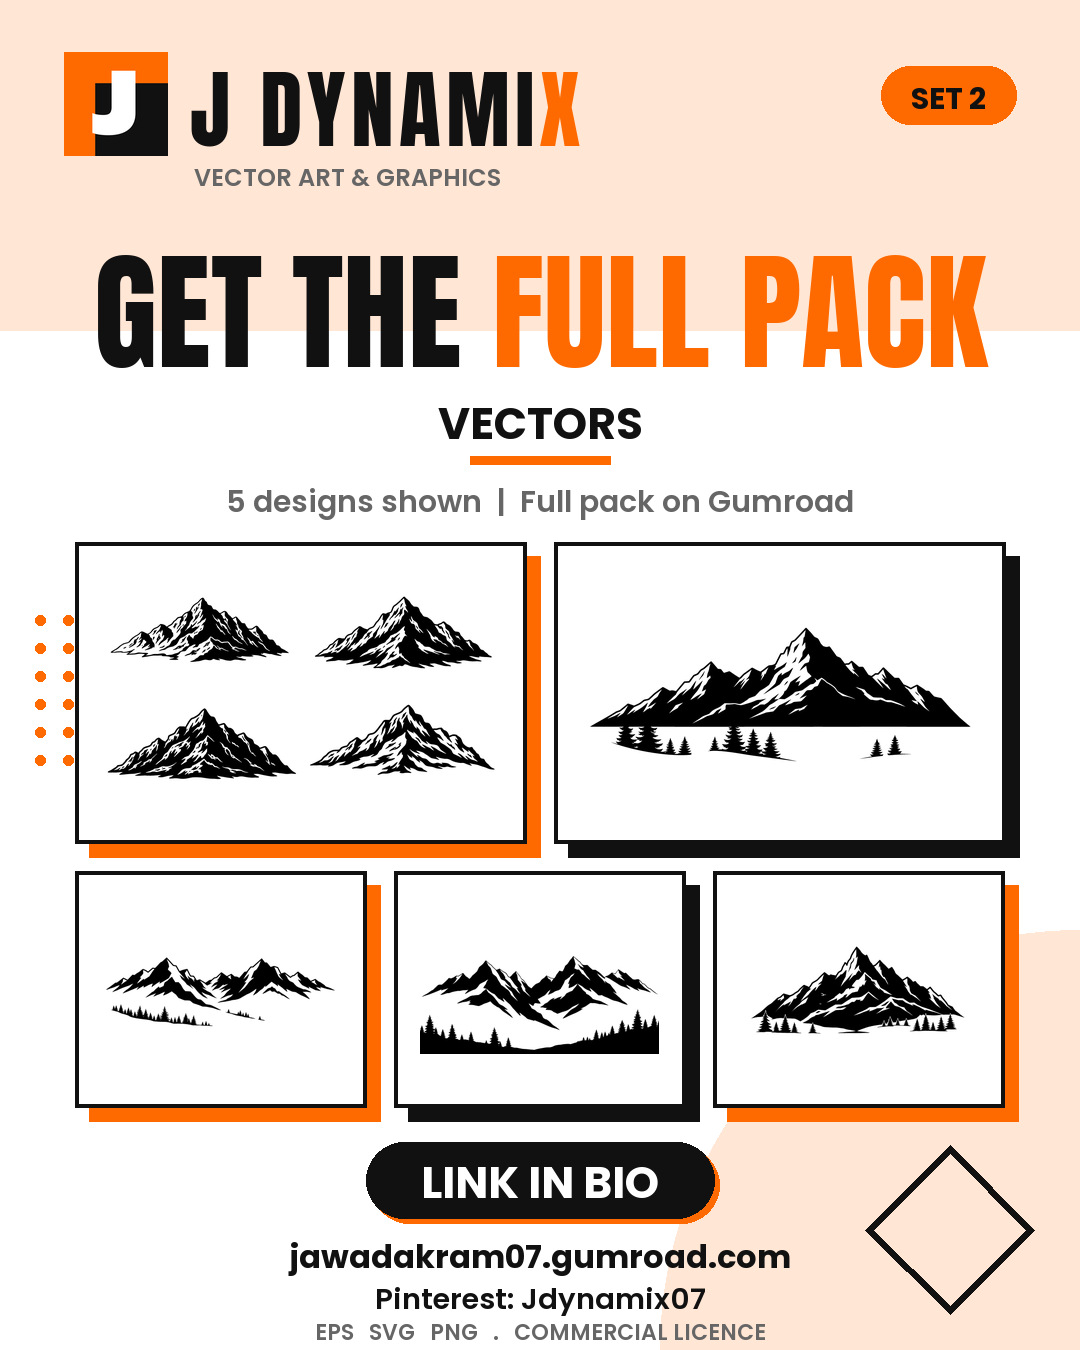 J
J DYNAMIX
SET 2
VECTOR ART & GRAPHICS
GET THE FULL PACK
VECTORS
5 designs shown | Full pack on Gumroad
LINK IN BIO
jawadakram07.gumroad.com
Pinterest: Jdynamix07
EPS SVG PNG . COMMERCIAL LICENCE